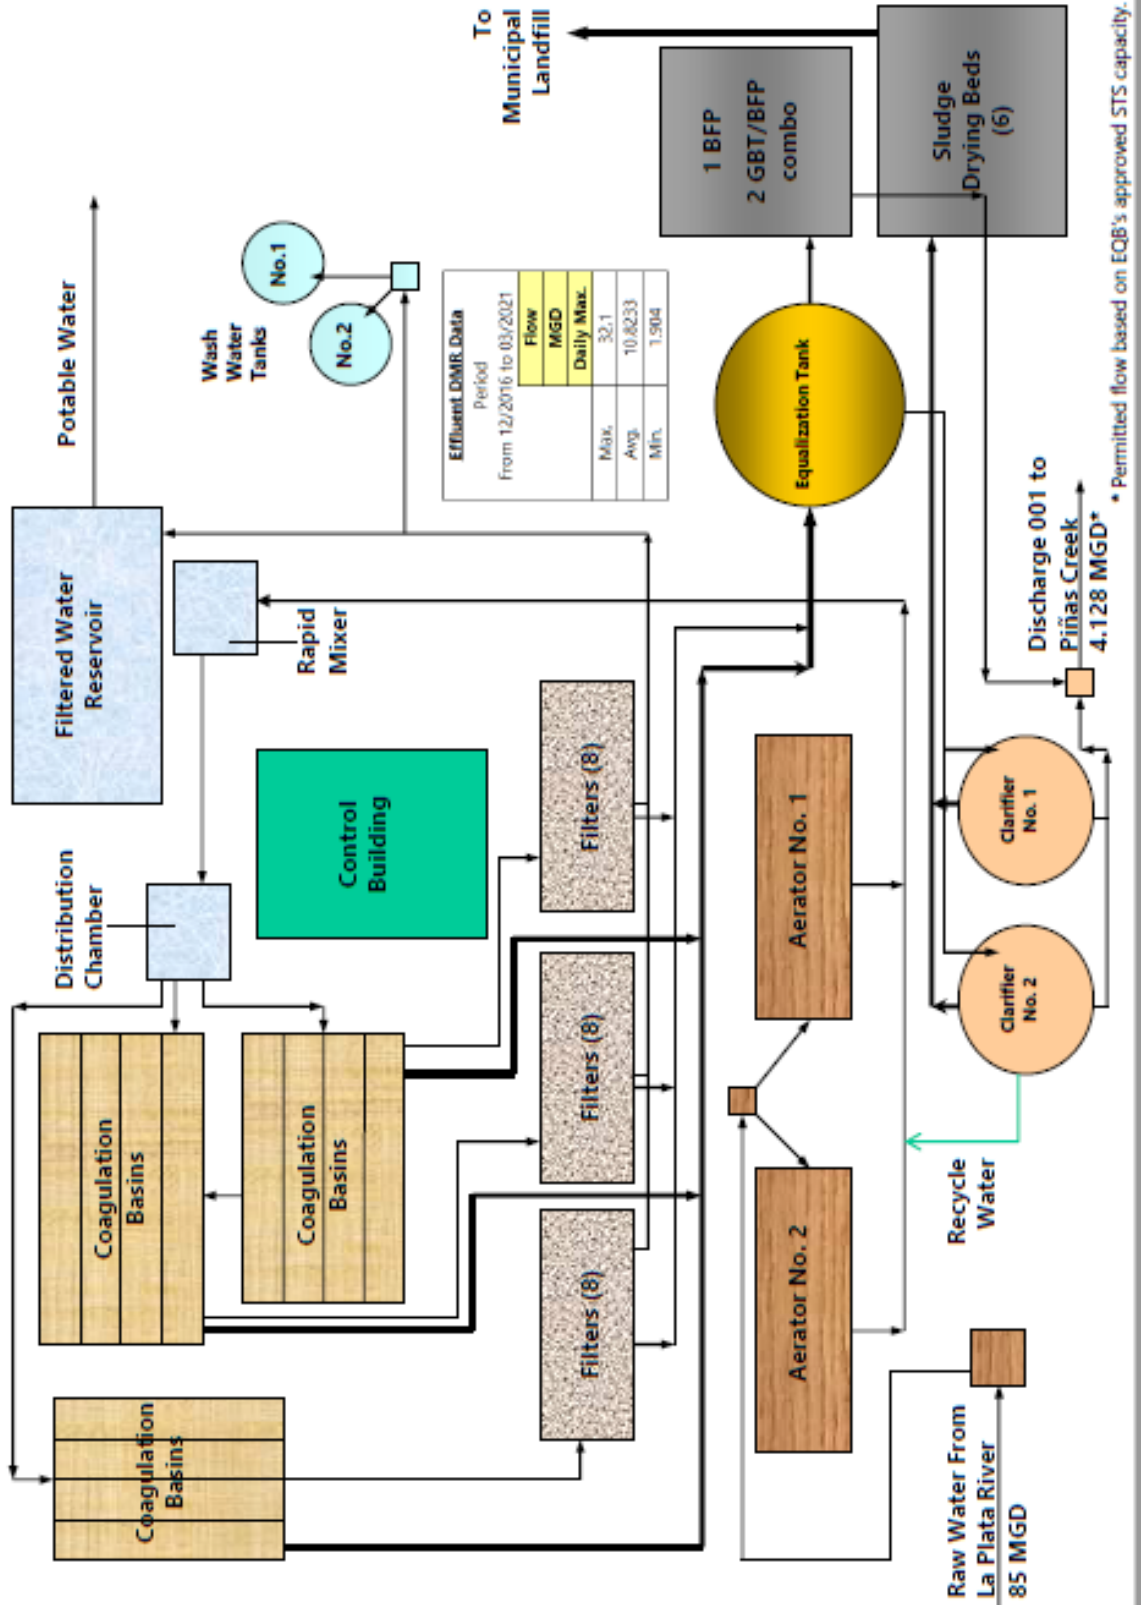 Potable Water
To
Municipal
Landfill
Filtered Water
Reservoir
Wash
Water
Tanks
No.1
No.2
Rapid
Mixer
Distribution
Chamber
Control
Building
Coagulation
Basins
Coagulation
Basins
Coagulation
Basins
Effluent DMR Data
Period
From 12/2016 to 03/2021
Flow
MGD
Daily Max.
Max. 32.1
Avg. 10.8233
Min. 1.904
Filters (8)
Filters (8)
Filters (8)
1 BFP
2 GBT/BFP
combo
Equalization Tank
Aerator No. 2
Aerator No. 1
Sludge
Drying Beds
(6)
Raw Water From
La Plata River
85 MGD
Recycle
Water
Clarifier
No. 2
Clarifier
No. 1
Discharge 001 to
Piñas Creek
4.128 MGD*
* Permitted flow based on EQB's approved STS capacity.